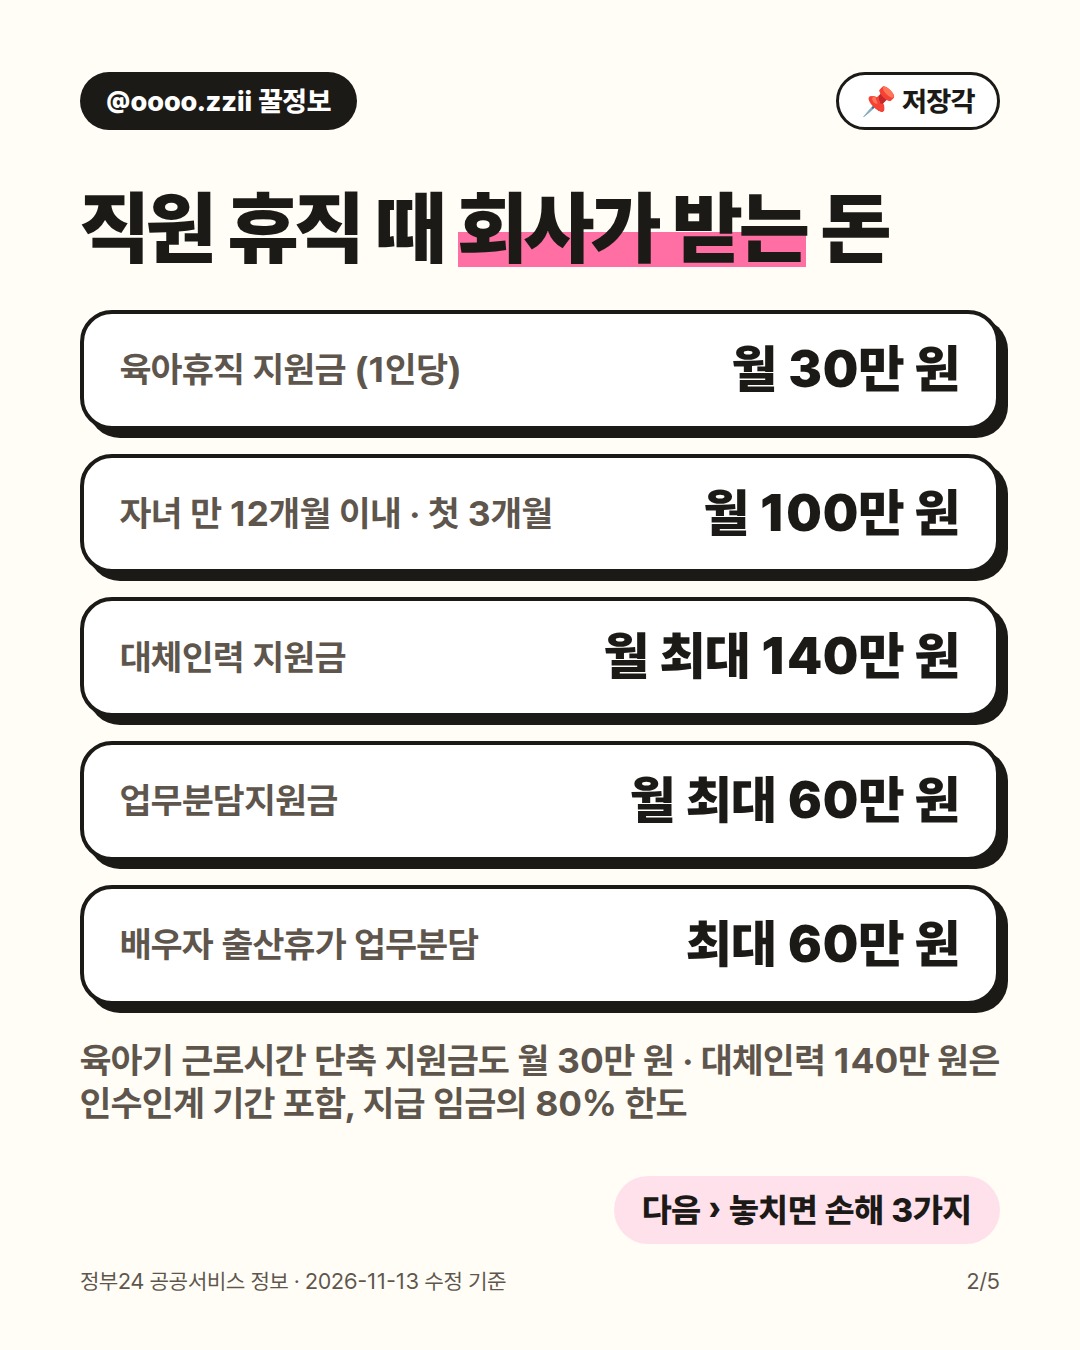 @oooo.zzii 꿀정보
📌 저장각
직원 휴직 때 회사가 받는 돈
육아휴직 지원금 (1인당)
월 30만 원
자녀 만 12개월 이내 · 첫 3개월
월 100만 원
대체인력 지원금
월 최대 140만 원
업무분담지원금
월 최대 60만 원
배우자 출산휴가 업무분담
최대 60만 원
육아기 근로시간 단축 지원금도 월 30만 원 · 대체인력 140만 원은
인수인계 기간 포함, 지급 임금의 80% 한도
다음 › 놓치면 손해 3가지
정부24 공공서비스 정보 · 2026-11-13 수정 기준
2/5